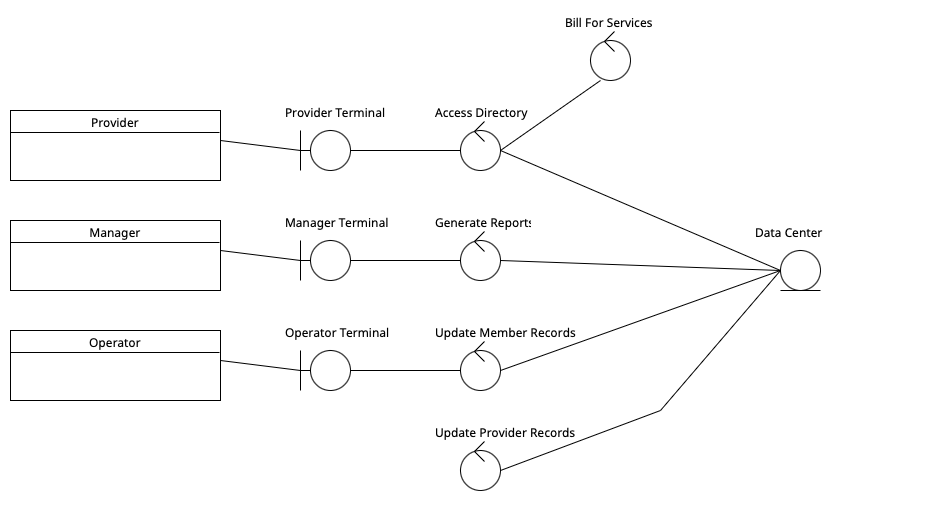 Bill For Services
Provider
Provider Terminal
Access Directory
Manager
Manager Terminal
Generate Reports
Data Center
Operator
Operator Terminal
Update Member Records
Update Provider Records